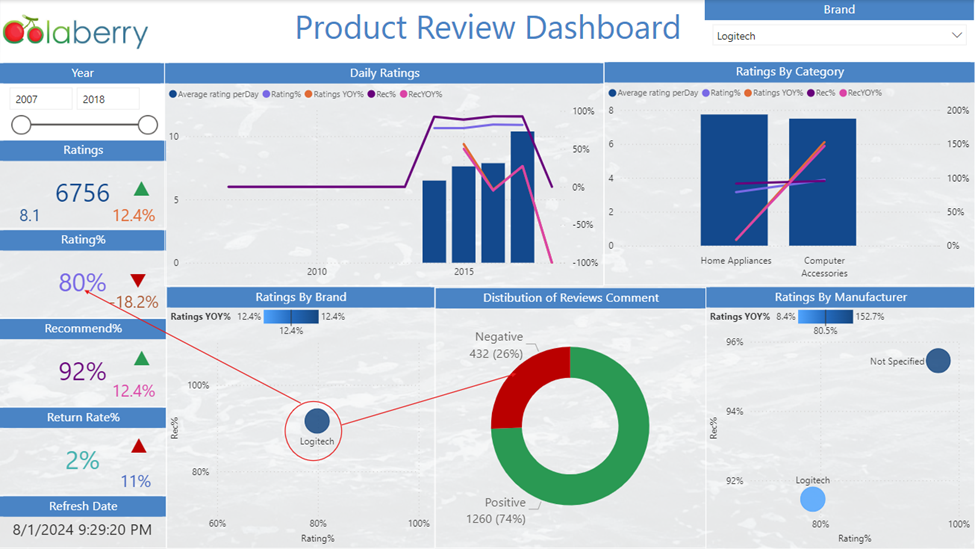 Colaberry
Product Review Dashboard
Brand
Logitech
Year
2007
2018
Ratings
6756
8.1
12.4%
Rating%
80%
-18.2%
Recommend%
92%
12.4%
Return Rate%
2%
11%
Refresh Date
8/1/2024 9:29:20 PM
Daily Ratings
Average rating perDay Rating% Ratings YOY% Rec% RecYOY%
10
5
0
100%
50%
0%
-50%
-100%
2010
2015
Ratings By Category
Average rating perDay Rating% Ratings YOY% Rec% RecYOY%
8
6
4
2
0
200%
150%
100%
50%
0%
Home Appliances
Computer
Accessories
Ratings By Brand
Ratings YOY% 12.4% 12.4%
12.4%
100%
80%
Rec%
Logitech
60%
80%
100%
Rating%
Distibution of Reviews Comment
Negative
432 (26%)
Positive
1260 (74%)
Ratings By Manufacturer
Ratings YOY% 8.4% 152.7%
80.5%
96%
94%
92%
Rec%
Not Specified
Logitech
80%
100%
Rating%